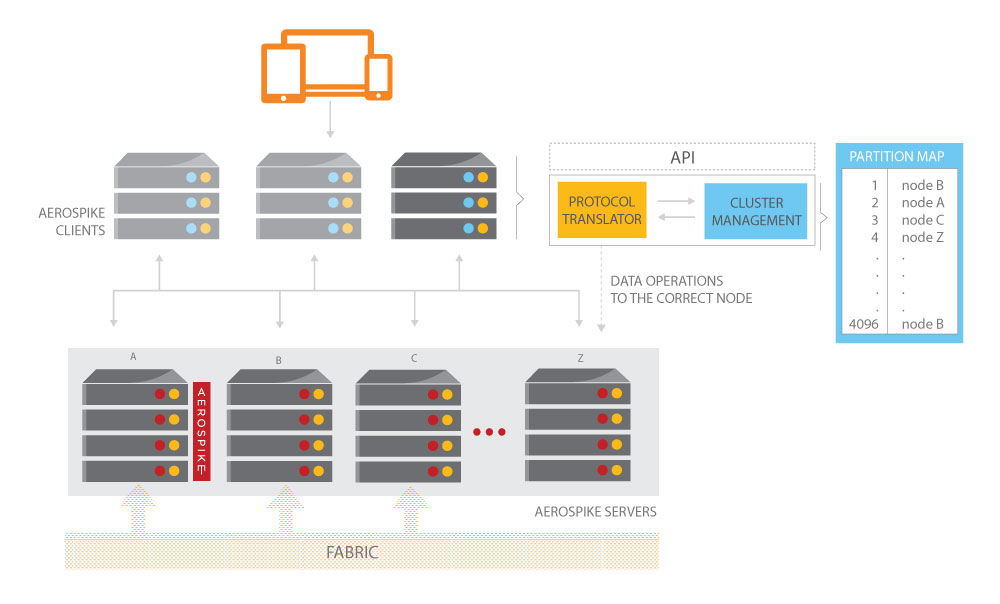 API
PARTITION MAP
1 node B
2 node A
3 node C
4 node Z
. .
. .
. .
. .
4096 node B
PROTOCOL
TRANSLATOR
CLUSTER
MANAGEMENT
AEROSPIKE
CLIENTS
DATA OPERATIONS
TO THE CORRECT NODE
A
B
C
Z
AEROSPIKE
AEROSPIKE SERVERS
FABRIC